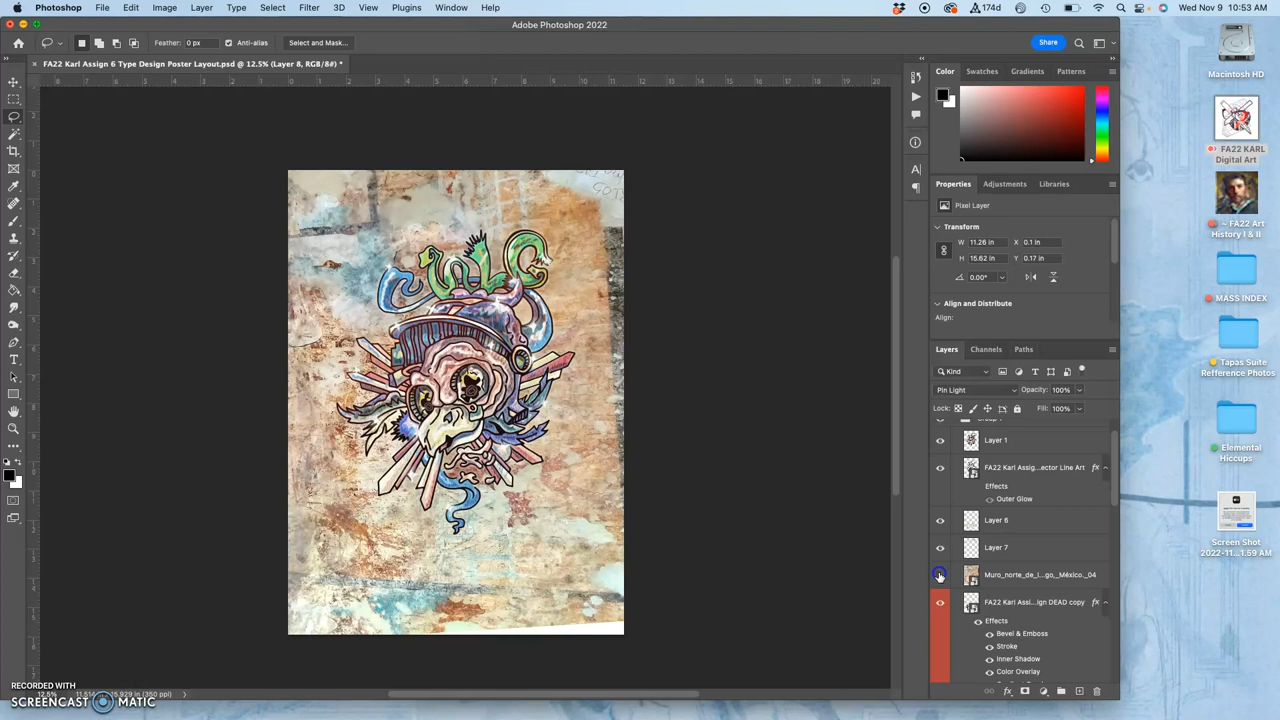 Photoshop File Edit Image Layer Type Select Filter 3D View Plugins Window Help
174d Wed Nov 9 10:53 AM
Adobe Photoshop 2022
Feather: 0 px Anti-alias Select and Mask... Share
FA22 Karl Assign 6 Type Design Poster Layout.psd @ 12.5% (Layer 8, RGB/8#) *
Color Swatches Gradients Patterns
Properties Adjustments Libraries
Pixel Layer
Transform
W 11.26 in X 0.1 in
H 15.62 in Y 0.17 in
0.00°
Align and Distribute
Align:
Layers Channels Paths
Kind
Pin Light Opacity: 100%
Lock: Fill: 100%
Layer 1
FA22 Karl Assig...ector Line Art fx
Effects
Outer Glow
Layer 6
Layer 7
Muro_norte_de_l...go,_México,_04
FA22 Karl Assi...ign DEAD copy fx
Effects
Bevel & Emboss
Stroke
Inner Shadow
Color Overlay
Macintosh HD
FA22 KARL
Digital Art
~ FA22 Art
History I & II
MASS INDEX
Tapas Suite
Refference Photos
Elemental
Hiccups
Screen Shot
2022-11...1.59 AM
RECORDED WITH
SCREENCAST MATIC